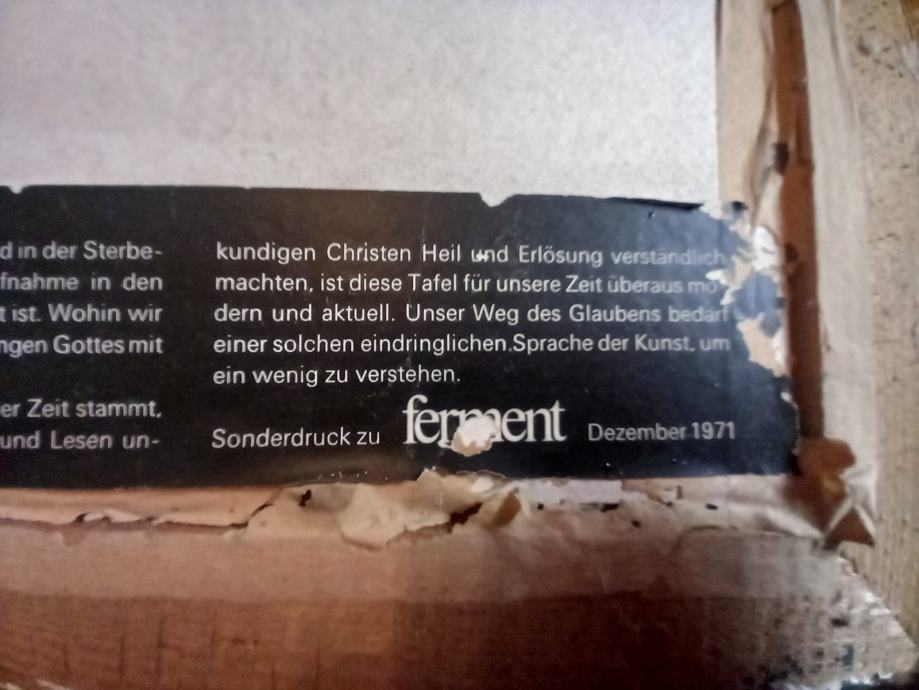 d in der Sterbe-
fnahme in den
t ist. Wohin wir
ngen Gottes mit
er Zeit stammt,
und Lesen un-
kundigen Christen Heil und Erlösung verständlich
machten, ist diese Tafel für unsere Zeit überaus mo-
dern und aktuell. Unser Weg des Glaubens bedarf
einer solchen eindringlichen.Sprache der Kunst, um
ein wenig zu verstehen.
Sonderdruck zu ferment Dezember 1971